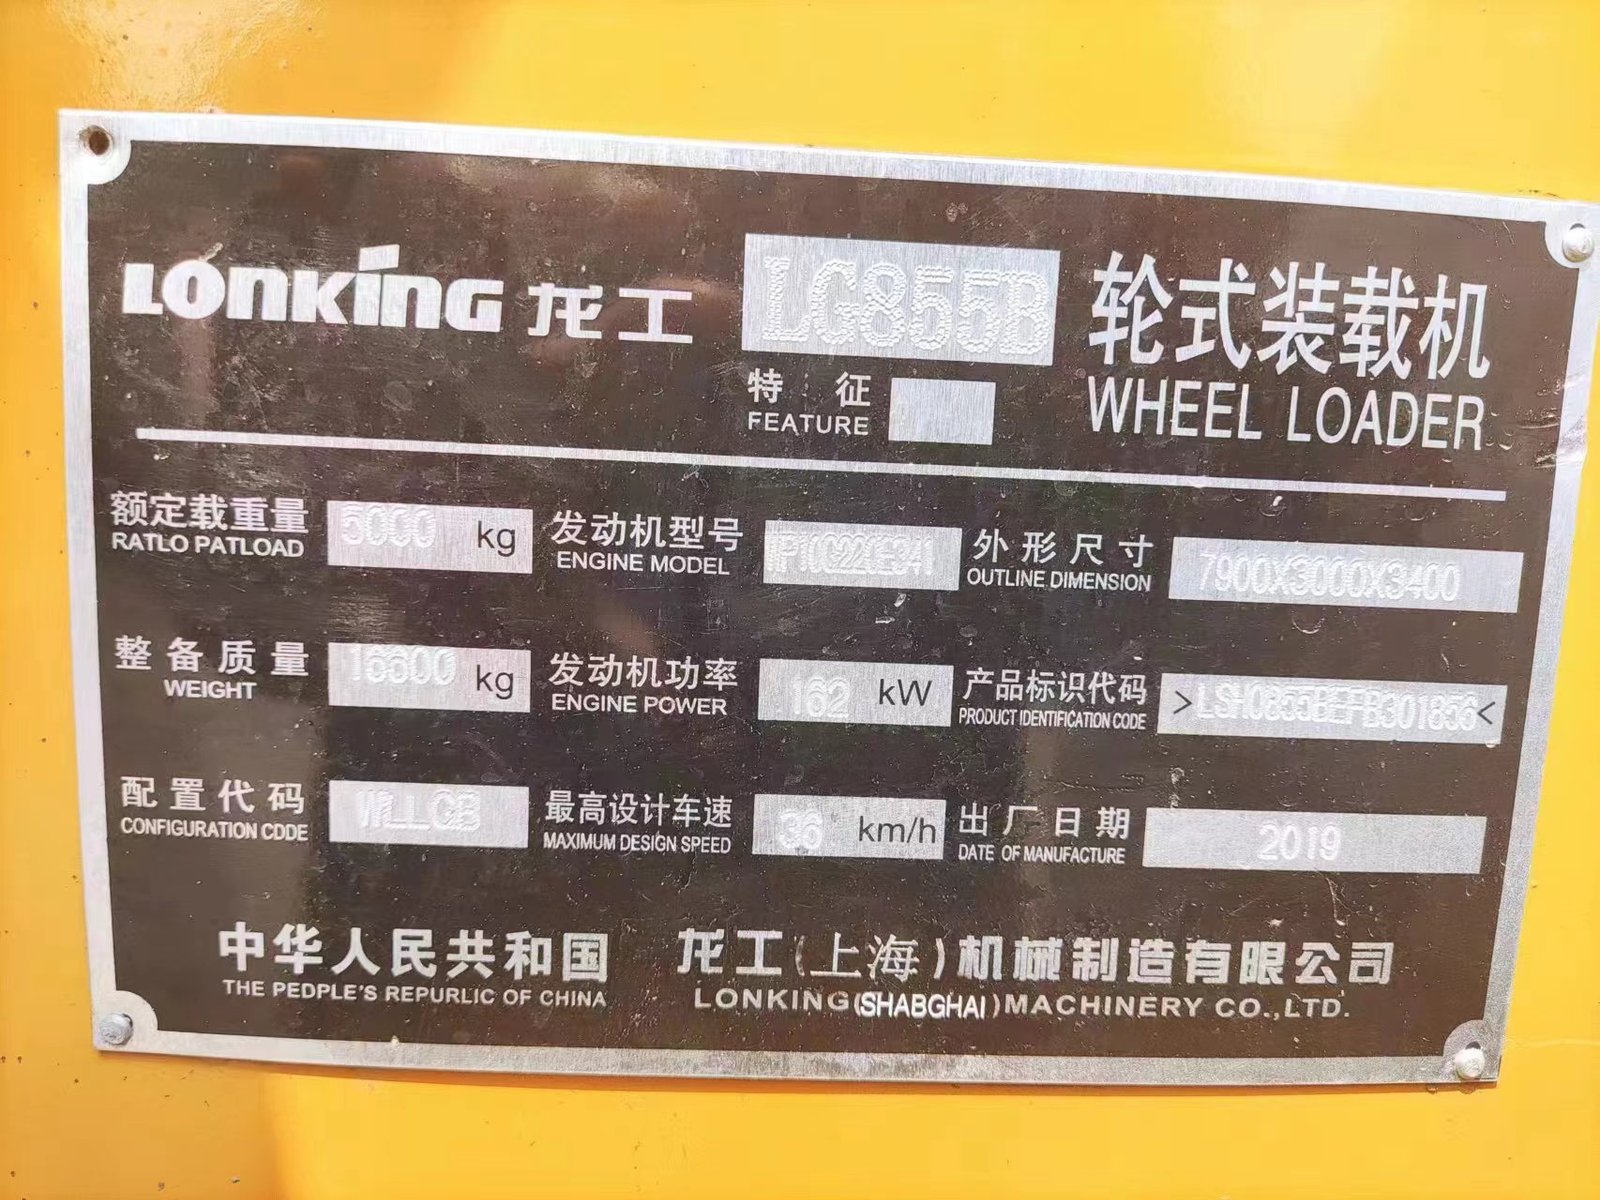 LONKING 龙工 LG855B 轮式装载机
特 征 WHEEL LOADER
FEATURE
额定载重量 5000 kg 发动机型号 外形尺寸 7900X3000X3400
RATLO PATLOAD ENGINE MODEL OUTLINE DIMENSION
整备质量 16600 kg 发动机功率 162 kW 产品标识代码
WEIGHT ENGINE POWER PRODUCT IDENTIFICATION CODE
配置代码 最高设计车速 36 km/h 出厂日期 2019
CONFIGURATION CDDE MAXIMUM DESIGN SPEED DATE OF MANUFACTURE
中华人民共和国 龙工(上海)机械制造有限公司
THE PEDPLE'S REPURLIC OF CHINA LONKING(SHABGHAI)MACHINERY CO.,LTD.